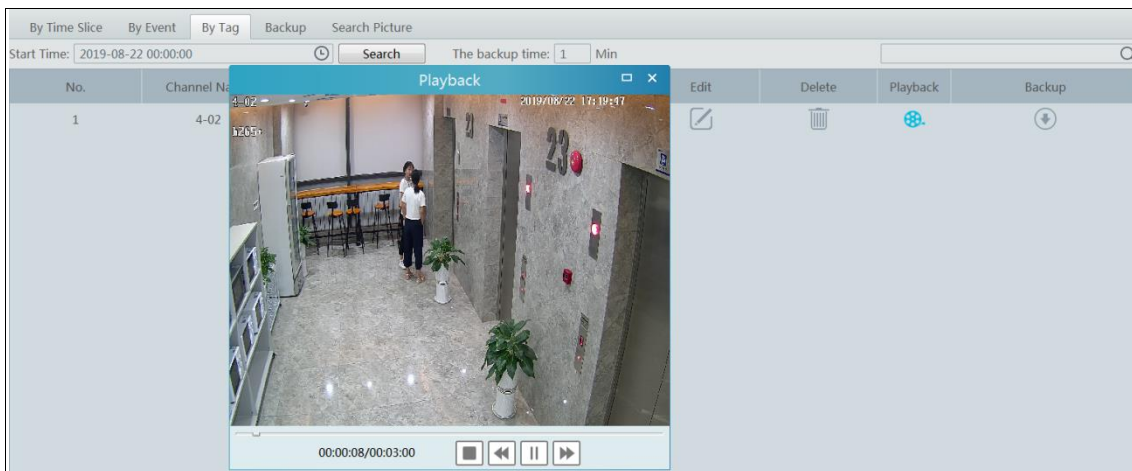 By Time Slice By Event By Tag Backup Search Picture
Start Time: 2019-08-22 00:00:00 Search The backup time: 1 Min
No. Channel Na Edit Delete Playback Backup
1 4-02
Playback
4-02 2019/08/22 17:19:47
h265+
21
23
00:00:08/00:03:00